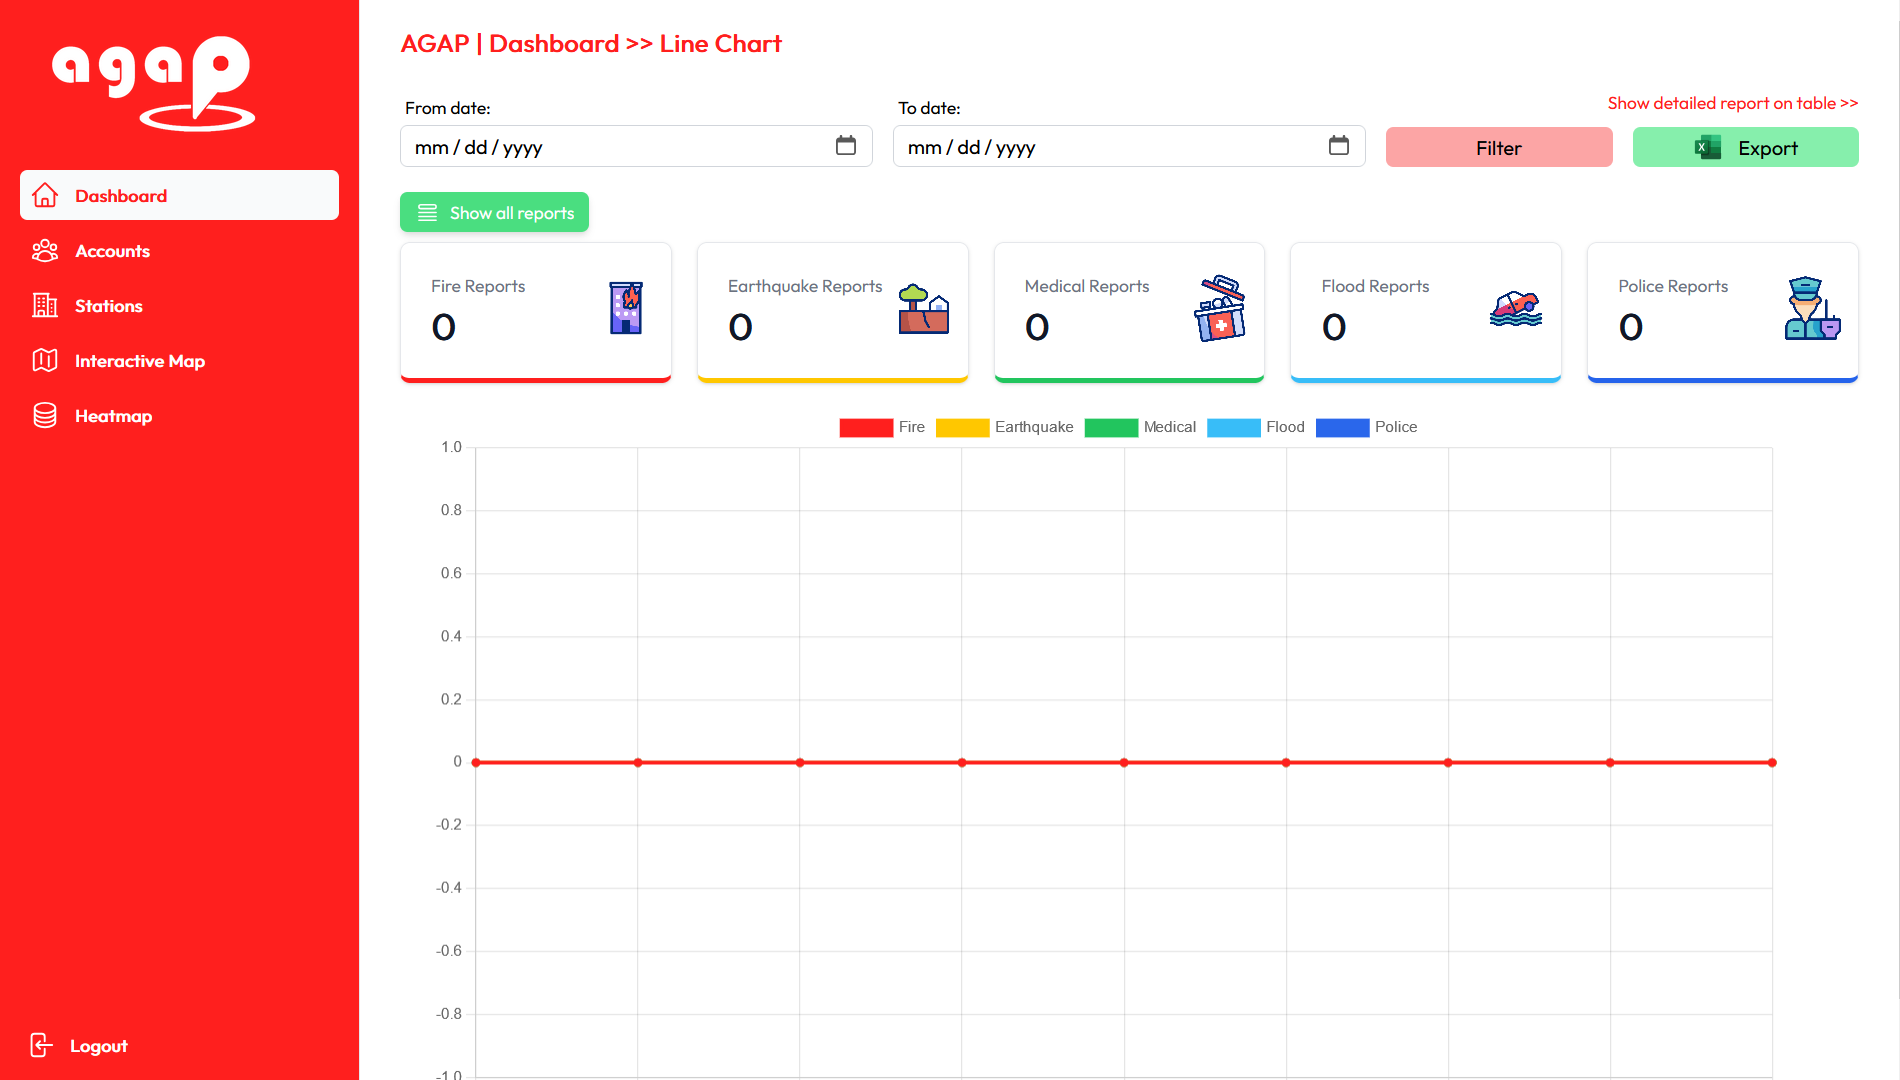 agap
Dashboard
Accounts
Stations
Interactive Map
Heatmap
Logout
AGAP | Dashboard >> Line Chart
From date:
To date:
Show detailed report on table >>
mm / dd / yyyy
mm / dd / yyyy
Filter
Export
Show all reports
Fire Reports
0
Earthquake Reports
0
Medical Reports
0
Flood Reports
0
Police Reports
0
Fire Earthquake Medical Flood Police
1.0
0.8
0.6
0.4
0.2
0
-0.2
-0.4
-0.6
-0.8
-1.0